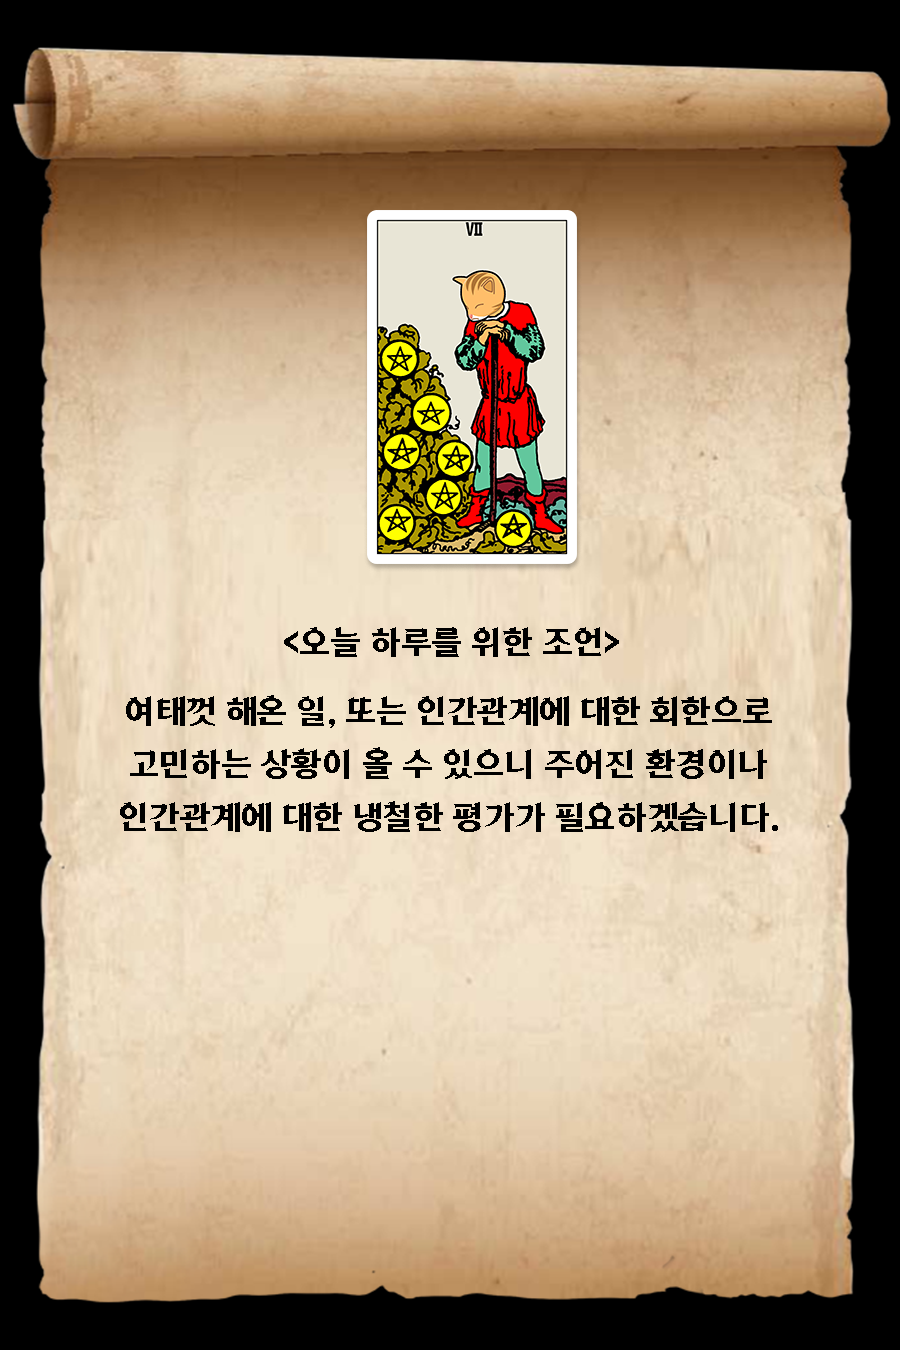 VII
<오늘 하루를 위한 조언>
여태껏 해온 일, 또는 인간관계에 대한 회한으로
고민하는 상황이 올 수 있으니 주어진 환경이나
인간관계에 대한 냉철한 평가가 필요하겠습니다.